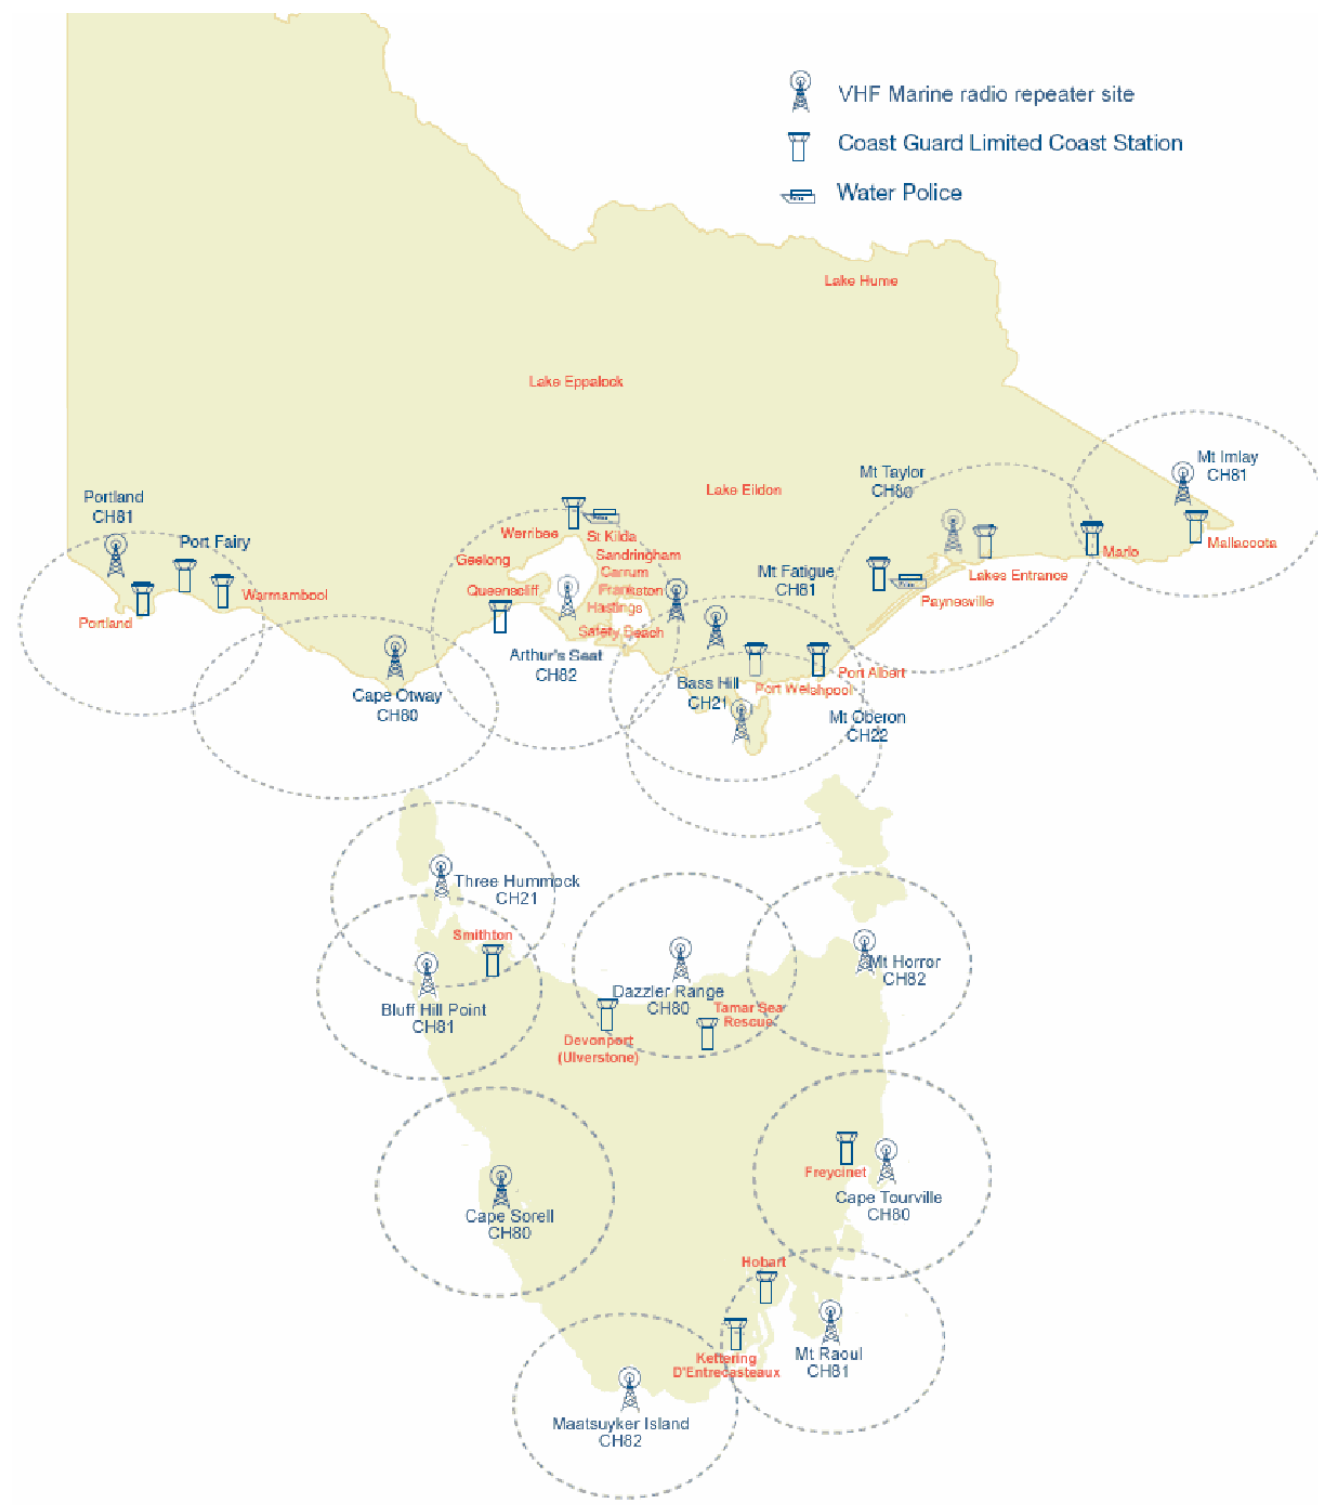 VHF Marine radio repeater site
Coast Guard Limited Coast Station
Water Police
Lake Hume
Lake Eppalock
Mt Imlay
CH81
Mt Taylor
CH80
Lake Eildon
Portland
CH81
Port Fairy
Werribee
St Kilda
Geelong
Sandringham
Carrum
Mallacoota
Marlo
Mt Fatigue
CH81
Lakes Entrance
Queenscliff
Frankston
Warrnambool
Paynesville
Hastings
Portland
Safety Beach
Arthur's Seat
CH82
Port Albert
Bass Hill
CH21
Port Welshpool
Cape Otway
CH80
Mt Oberon
CH22
Three Hummock
CH21
Smithton
Mt Horror
CH82
Dazzler Range
CH80
Bluff Hill Point
CH81
Tamar Sea
Rescue
Devonport
(Ulverstone)
Freycinet
Cape Tourville
CH80
Cape Sorell
CH80
Hobart
Mt Raoul
CH81
Kettering
D'Entrecasteaux
Maatsuyker Island
CH82